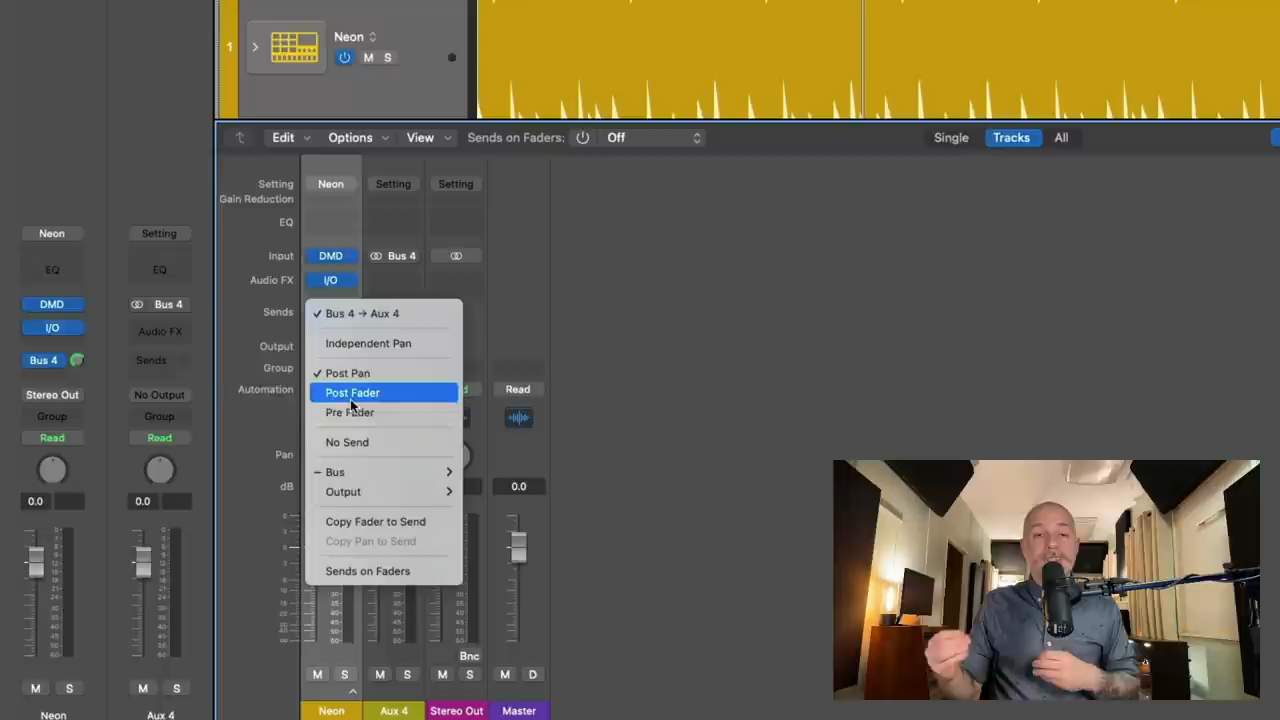 1
Neon
M S
Edit Options View Sends on Faders: Off Single Tracks All
Setting Neon Setting Setting
Gain Reduction
EQ
Input DMD Bus 4
Audio FX I/O
Sends
Output
Group
Automation
Pan
dB
Read
0.0
✓ Bus 4 → Aux 4
Independent Pan
✓ Post Pan
Post Fader
Pre Fader
No Send
– Bus
Output
Copy Fader to Send
Copy Pan to Send
Sends on Faders
Bnc
M S M S M S M D
Neon Aux 4 Stereo Out Master
Neon Setting
EQ EQ
DMD Bus 4
I/O Audio FX
Bus 4 Sends
Stereo Out No Output
Group Group
Read Read
0.0 0.0
M S M S
Neon Aux 4